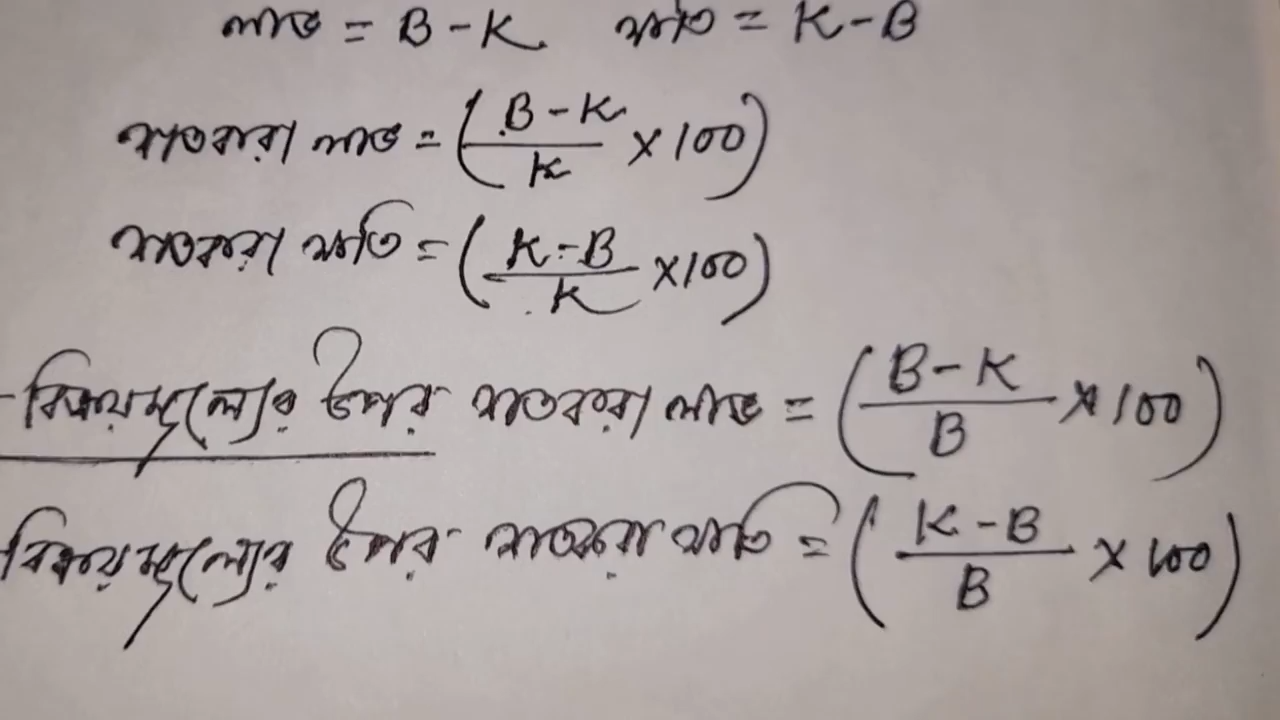 লাভ = B - K ক্ষতি = K - B
শতকরা লাভ = (B - K / K × 100)
শতকরা ক্ষতি = (K - B / K × 100)
বিক্রয়মূল্যের উপর শতকরা লাভ = (B - K / B × 100)
বিক্রয়মূল্যের উপর শতকরা ক্ষতি = (K - B / B × 100)